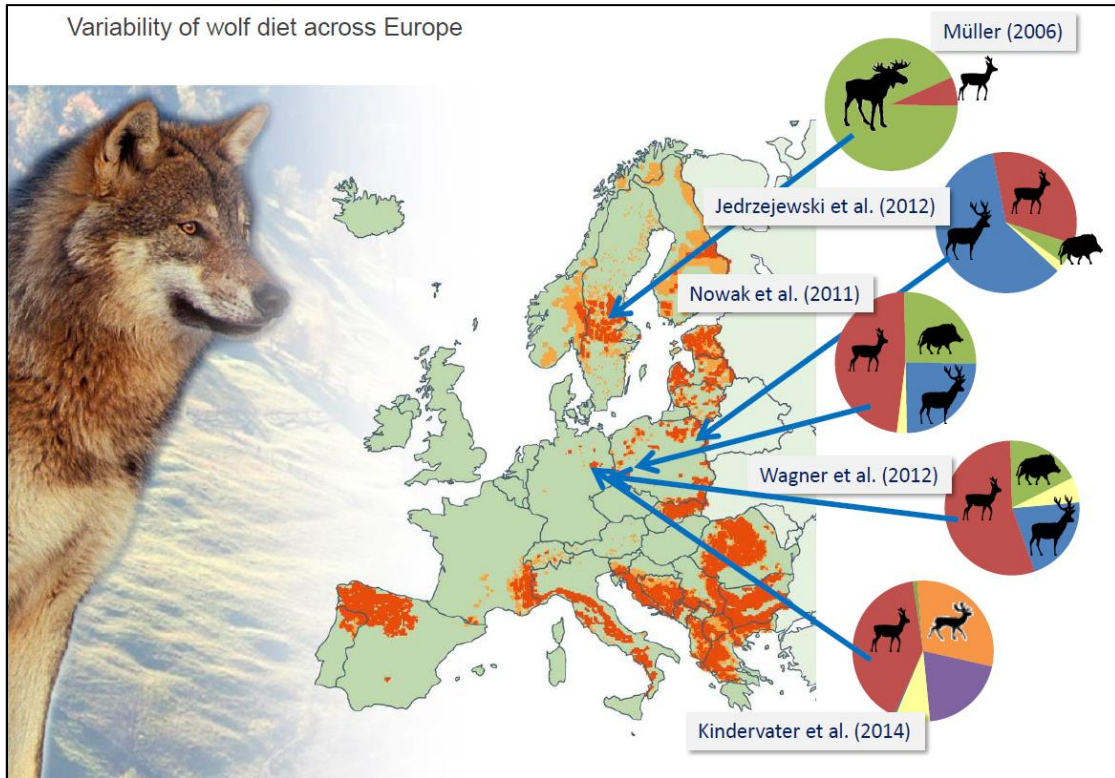 Variability of wolf diet across Europe
Müller (2006)
Jedrzejewski et al. (2012)
Nowak et al. (2011)
Wagner et al. (2012)
Kindervater et al. (2014)